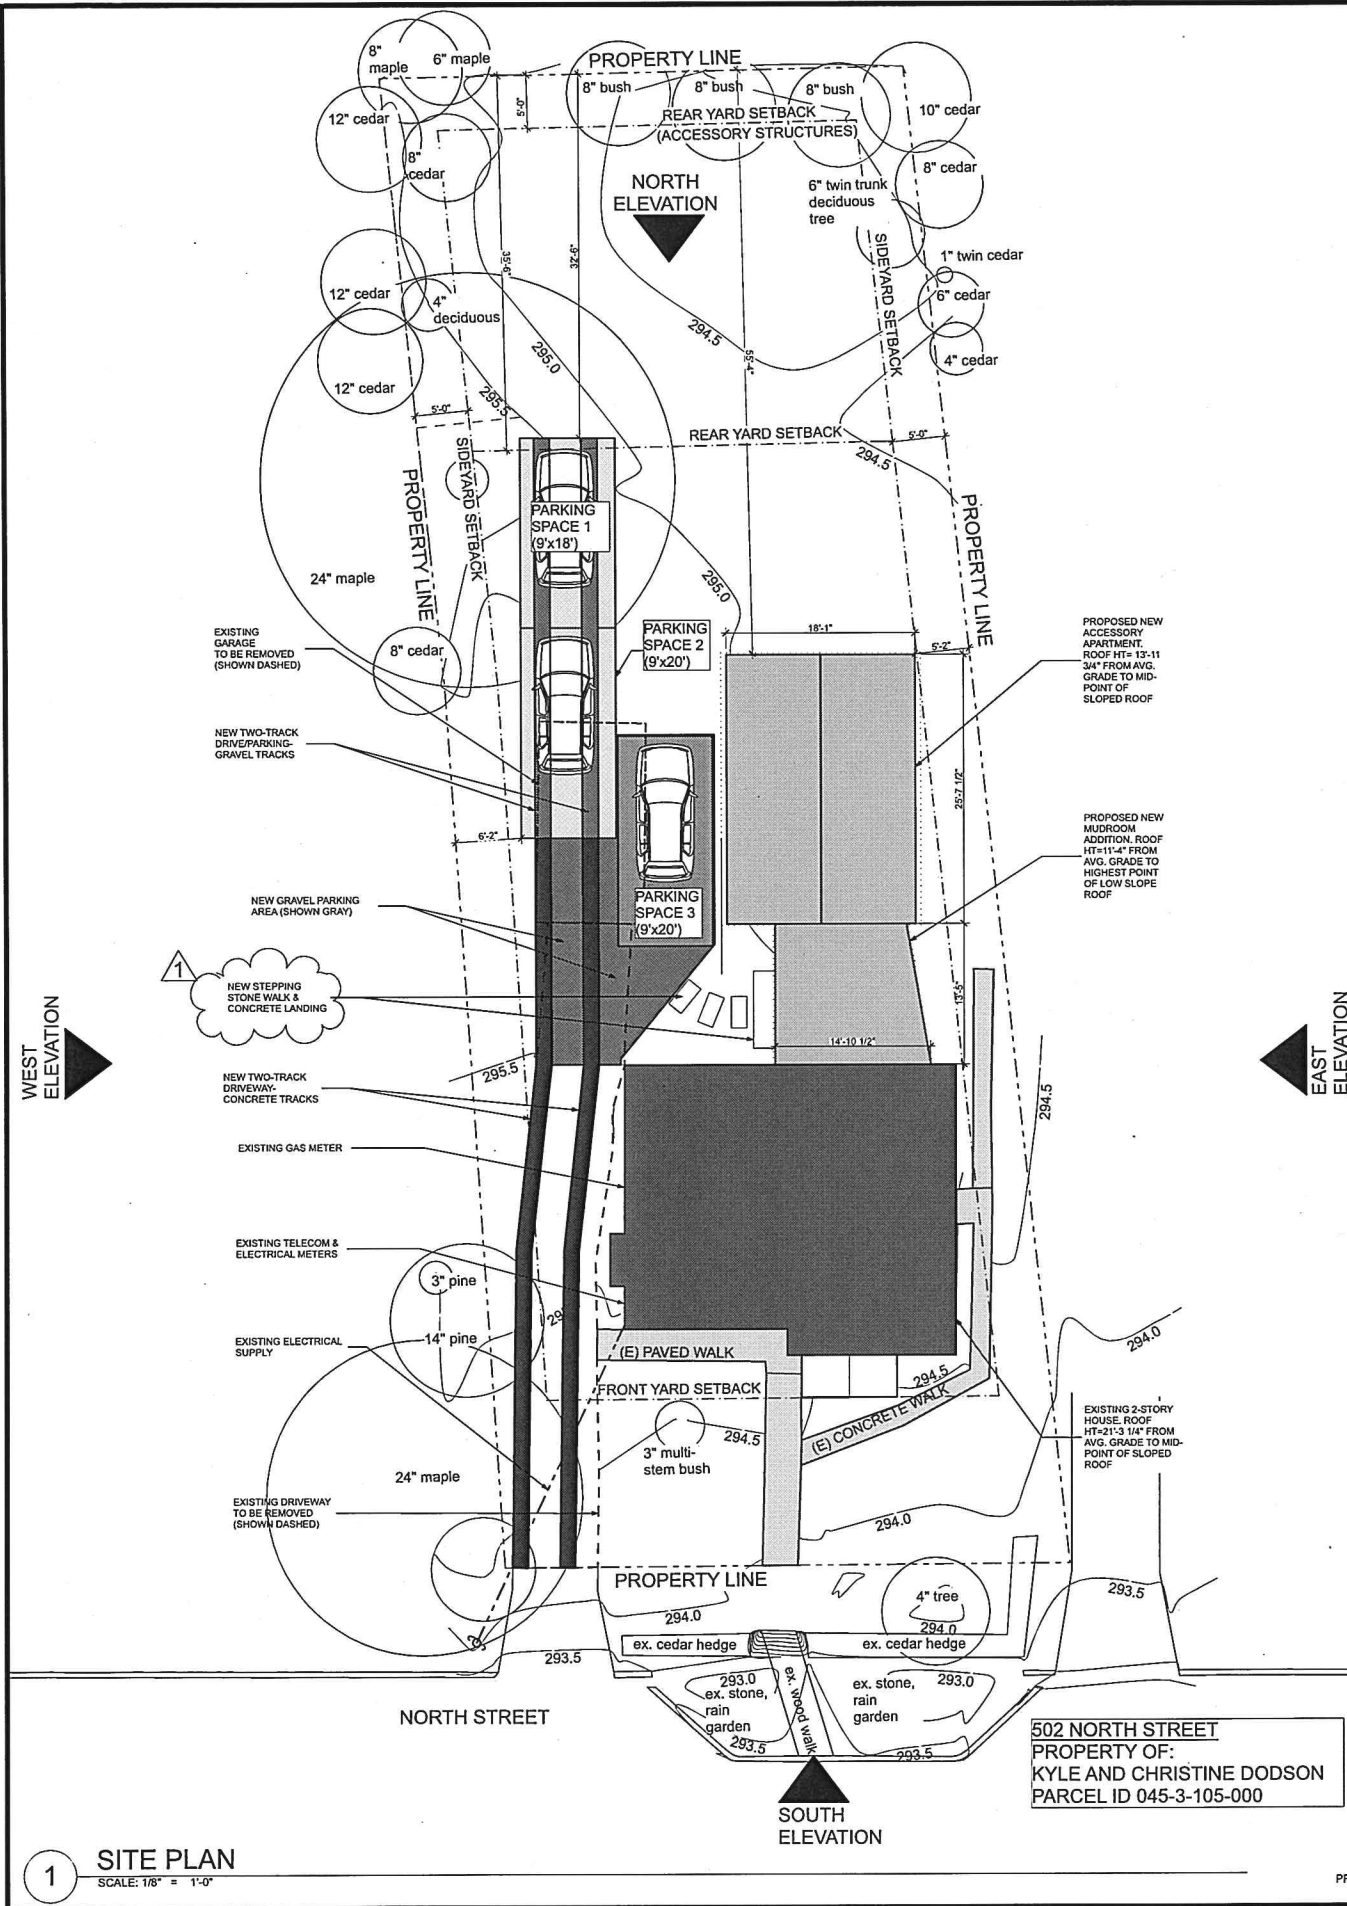 8"
maple
6" maple
PROPERTY LINE
8" bush
8" bush
8" bush
10" cedar
12" cedar
5'-0"
REAR YARD SETBACK
(ACCESSORY STRUCTURES)
8"
cedar
8" cedar
NORTH
ELEVATION
6" twin trunk
deciduous
tree
35'-6"
32'-6"
SIDEYARD SETBACK
1" twin cedar
12" cedar
4"
deciduous
6" cedar
294.5
295.0
55'-4"
4" cedar
12" cedar
295.5
5'-0"
REAR YARD SETBACK
5'-0"
294.5
SIDEYARD SETBACK
PROPERTY LINE
PROPERTY LINE
PARKING
SPACE 1
(9'x18')
24" maple
295.0
EXISTING
GARAGE
TO BE REMOVED
(SHOWN DASHED)
8" cedar
PARKING
SPACE 2
(9'x20')
18'-1"
5'-2"
PROPOSED NEW
ACCESSORY
APARTMENT.
ROOF HT= 13'-11
3/4" FROM AVG.
GRADE TO MID-
POINT OF
SLOPED ROOF
NEW TWO-TRACK
DRIVE/PARKING-
GRAVEL TRACKS
25'-7 1/2"
6'-2"
PROPOSED NEW
MUDROOM
ADDITION. ROOF
HT=11'-4" FROM
AVG. GRADE TO
HIGHEST POINT
OF LOW SLOPE
ROOF
PARKING
SPACE 3
(9'x20')
NEW GRAVEL PARKING
AREA (SHOWN GRAY)
1
NEW STEPPING
STONE WALK &
CONCRETE LANDING
13'-5"
14'-10 1/2"
WEST
ELEVATION
EAST
ELEVATION
295.5
NEW TWO-TRACK
DRIVEWAY-
CONCRETE TRACKS
294.5
EXISTING GAS METER
EXISTING TELECOM &
ELECTRICAL METERS
3" pine
14" pine
EXISTING ELECTRICAL
SUPPLY
(E) PAVED WALK
294.0
294.5
FRONT YARD SETBACK
(E) CONCRETE WALK
294.5
3" multi-
stem bush
EXISTING 2-STORY
HOUSE. ROOF
HT=21'-3 1/4" FROM
AVG. GRADE TO MID-
POINT OF SLOPED
ROOF
24" maple
EXISTING DRIVEWAY
TO BE REMOVED
(SHOWN DASHED)
294.0
PROPERTY LINE
4" tree
293.5
294.0
294.0
ex. cedar hedge
ex. cedar hedge
293.5
293.0
ex. stone,
rain
garden
293.5
ex. wood walk
ex. stone,
rain
garden
293.0
293.5
NORTH STREET
502 NORTH STREET
PROPERTY OF:
KYLE AND CHRISTINE DODSON
PARCEL ID 045-3-105-000
SOUTH
ELEVATION
1
SITE PLAN
SCALE: 1/8" = 1'-0"